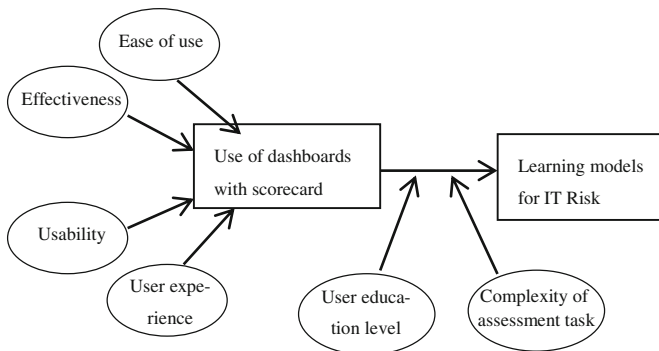 Ease of use
Effectiveness
Use of dashboards
with scorecard
Learning models
for IT Risk
Usability
User expe-
rience
User educa-
tion level
Complexity of
assessment task